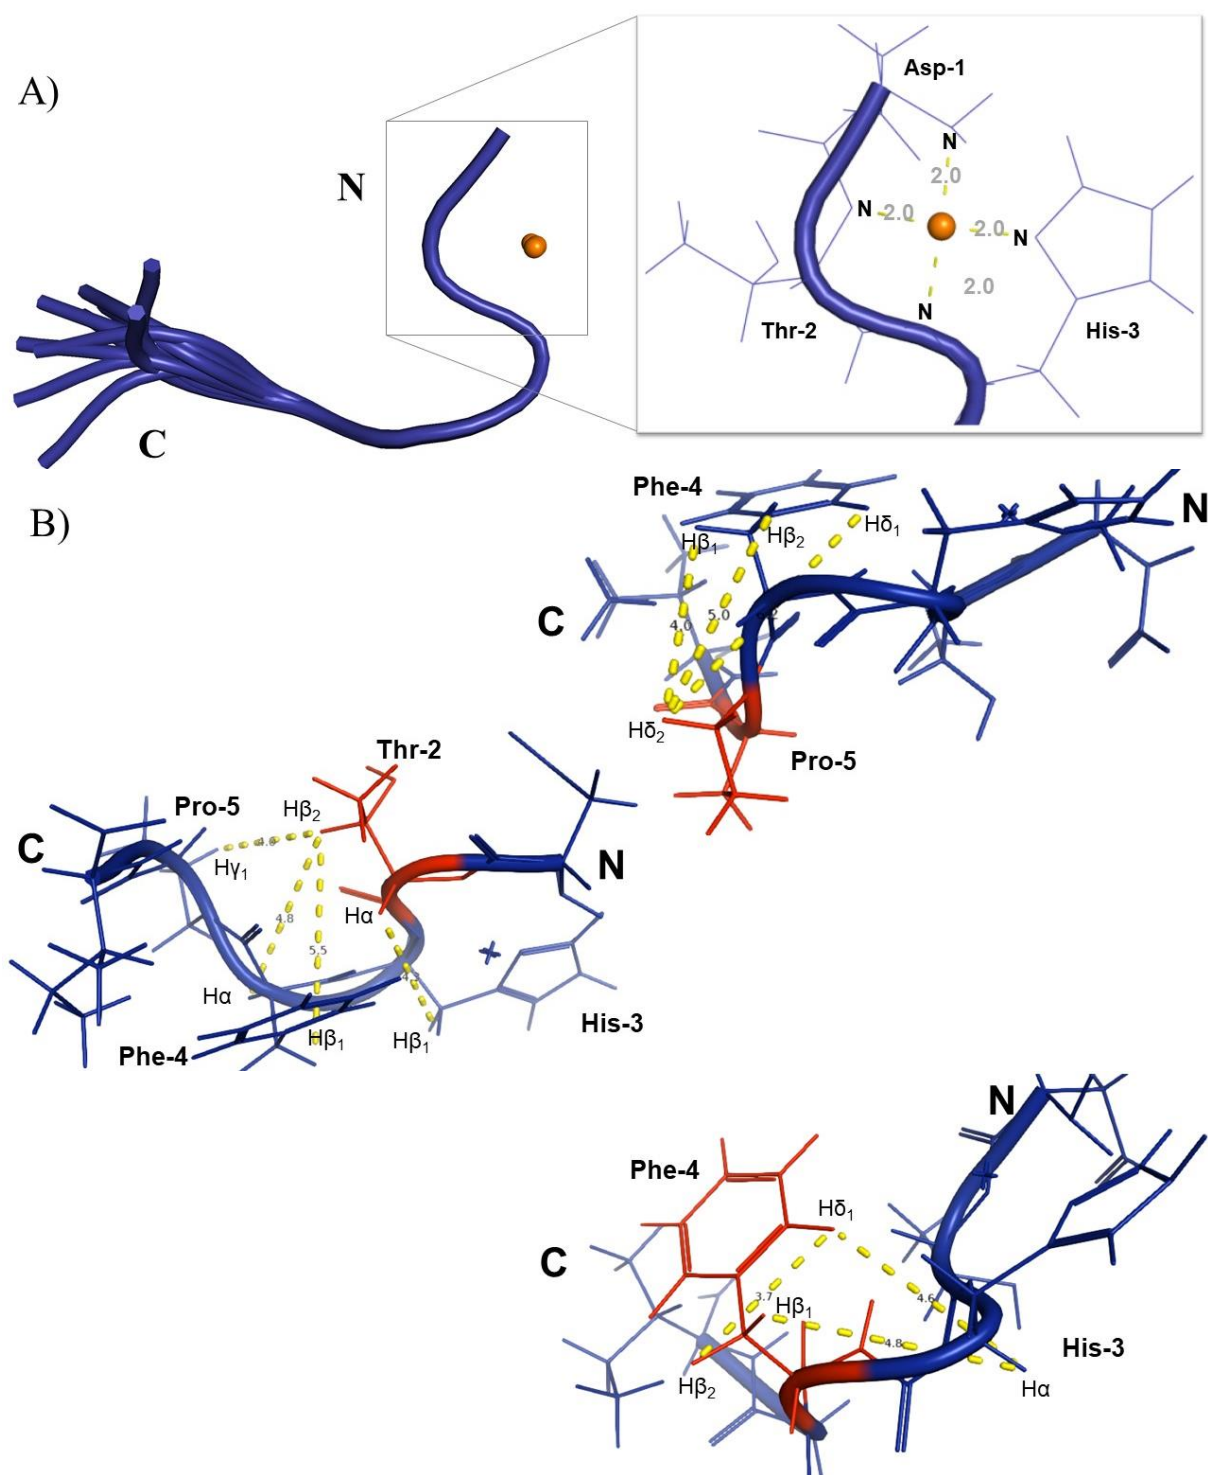 A)
N
C
Asp-1
N
2.0
N
2.0
2.0
N
2.0
N
Thr-2
His-3
B)
Phe-4
Hβ₁
Hβ₂
Hδ₁
N
C
4.0
5.0
Hδ₂
Pro-5
Thr-2
Pro-5
Hβ₂
C
N
Hγ₁
Hα
4.8
5.5
Hα
Hβ₁
Hβ₁
His-3
Phe-4
N
Phe-4
Hδ₁
C
3.7
Hβ₁
4.6
4.8
His-3
Hβ₂
Hα